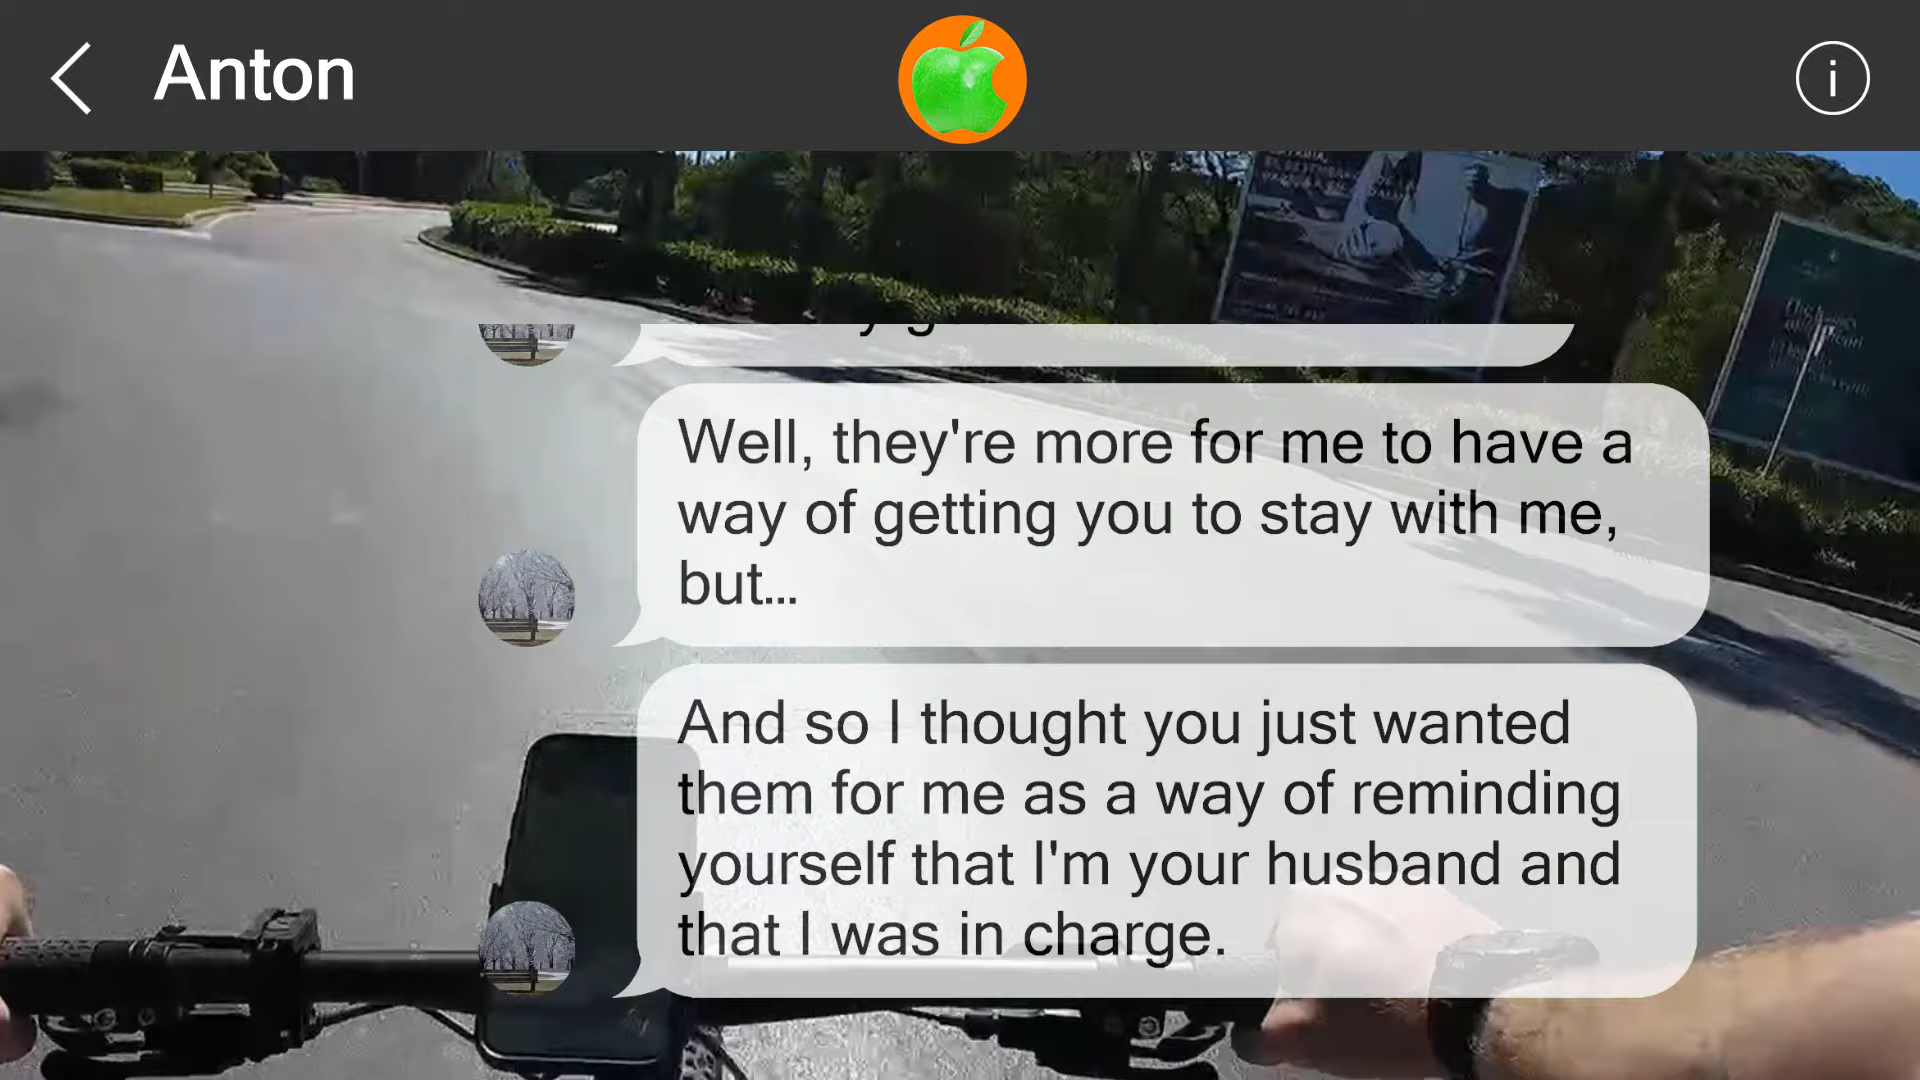 Anton
i
Well, they're more for me to have a
way of getting you to stay with me,
but...
And so I thought you just wanted
them for me as a way of reminding
yourself that I'm your husband and
that I was in charge.